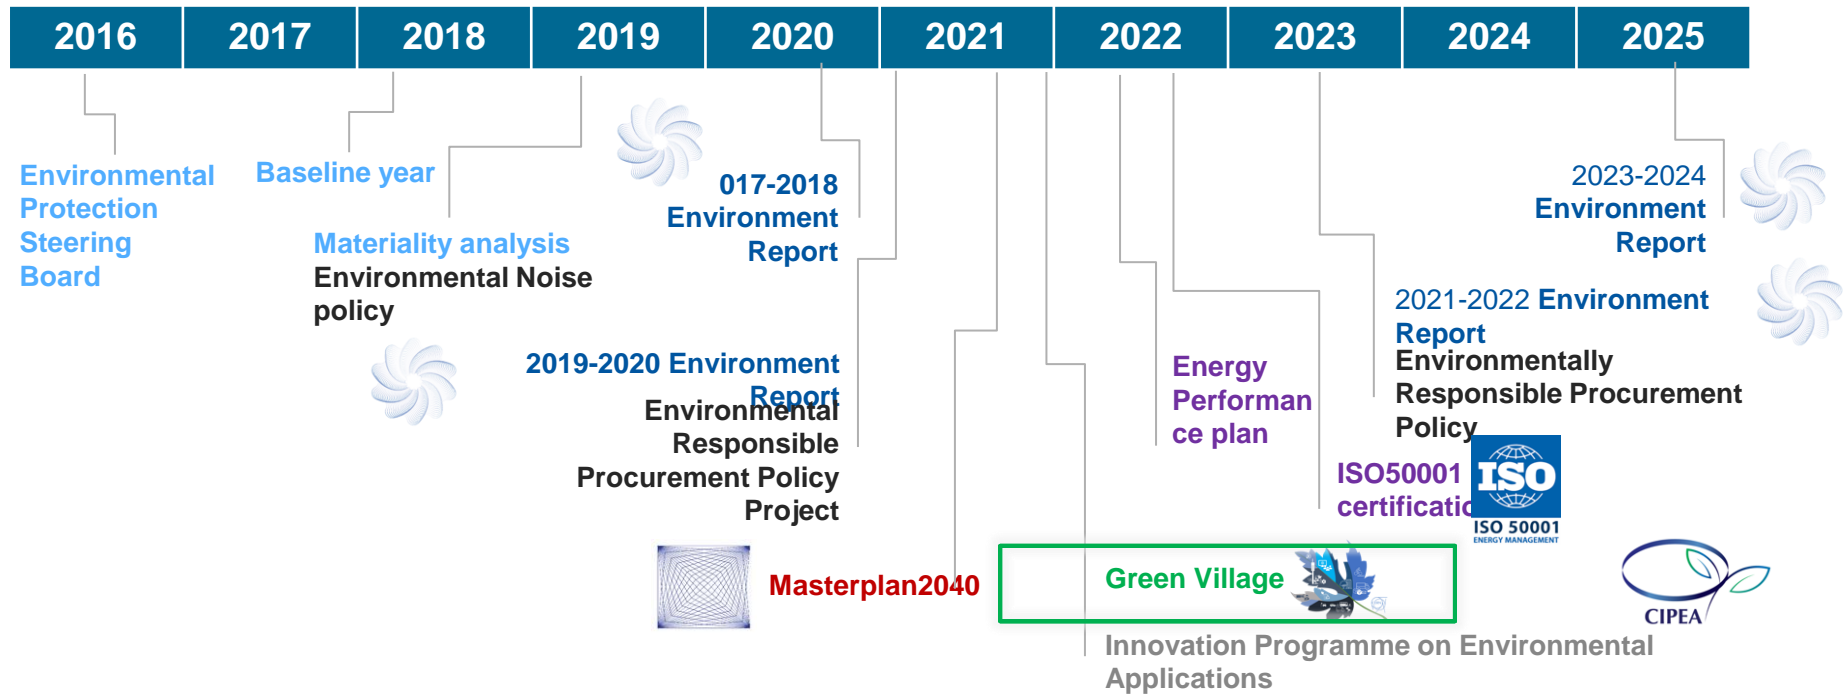 2016 2017 2018 2019 2020 2021 2022 2023 2024 2025
Environmental
Protection
Steering
Board
Baseline year
Materiality analysis
Environmental Noise
policy
017-2018
Environment
Report
2019-2020 Environment
Report
Environmental
Responsible
Procurement Policy
Project
Masterplan2040
Green Village
Innovation Programme on Environmental
Applications
Energy
Performan
ce plan
ISO50001
certificatio
ISO
ISO 50001
ENERGY MANAGEMENT
2021-2022 Environment
Report
Environmentally
Responsible Procurement
Policy
2023-2024
Environment
Report
CIPEA